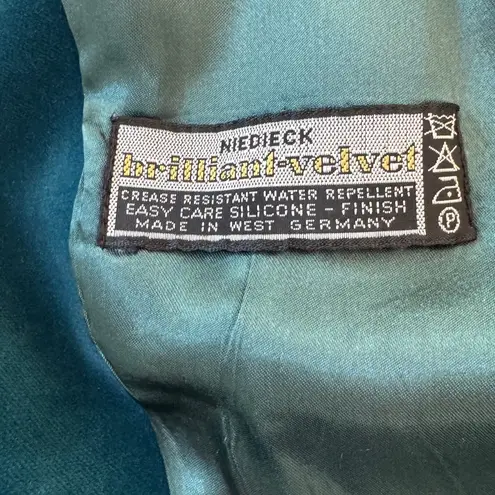 NIEDIECK
brilliant-velvet
CREASE RESISTANT WATER REPELLENT
EASY CARE SILICONE - FINISH
MADE IN WEST GERMANY
P